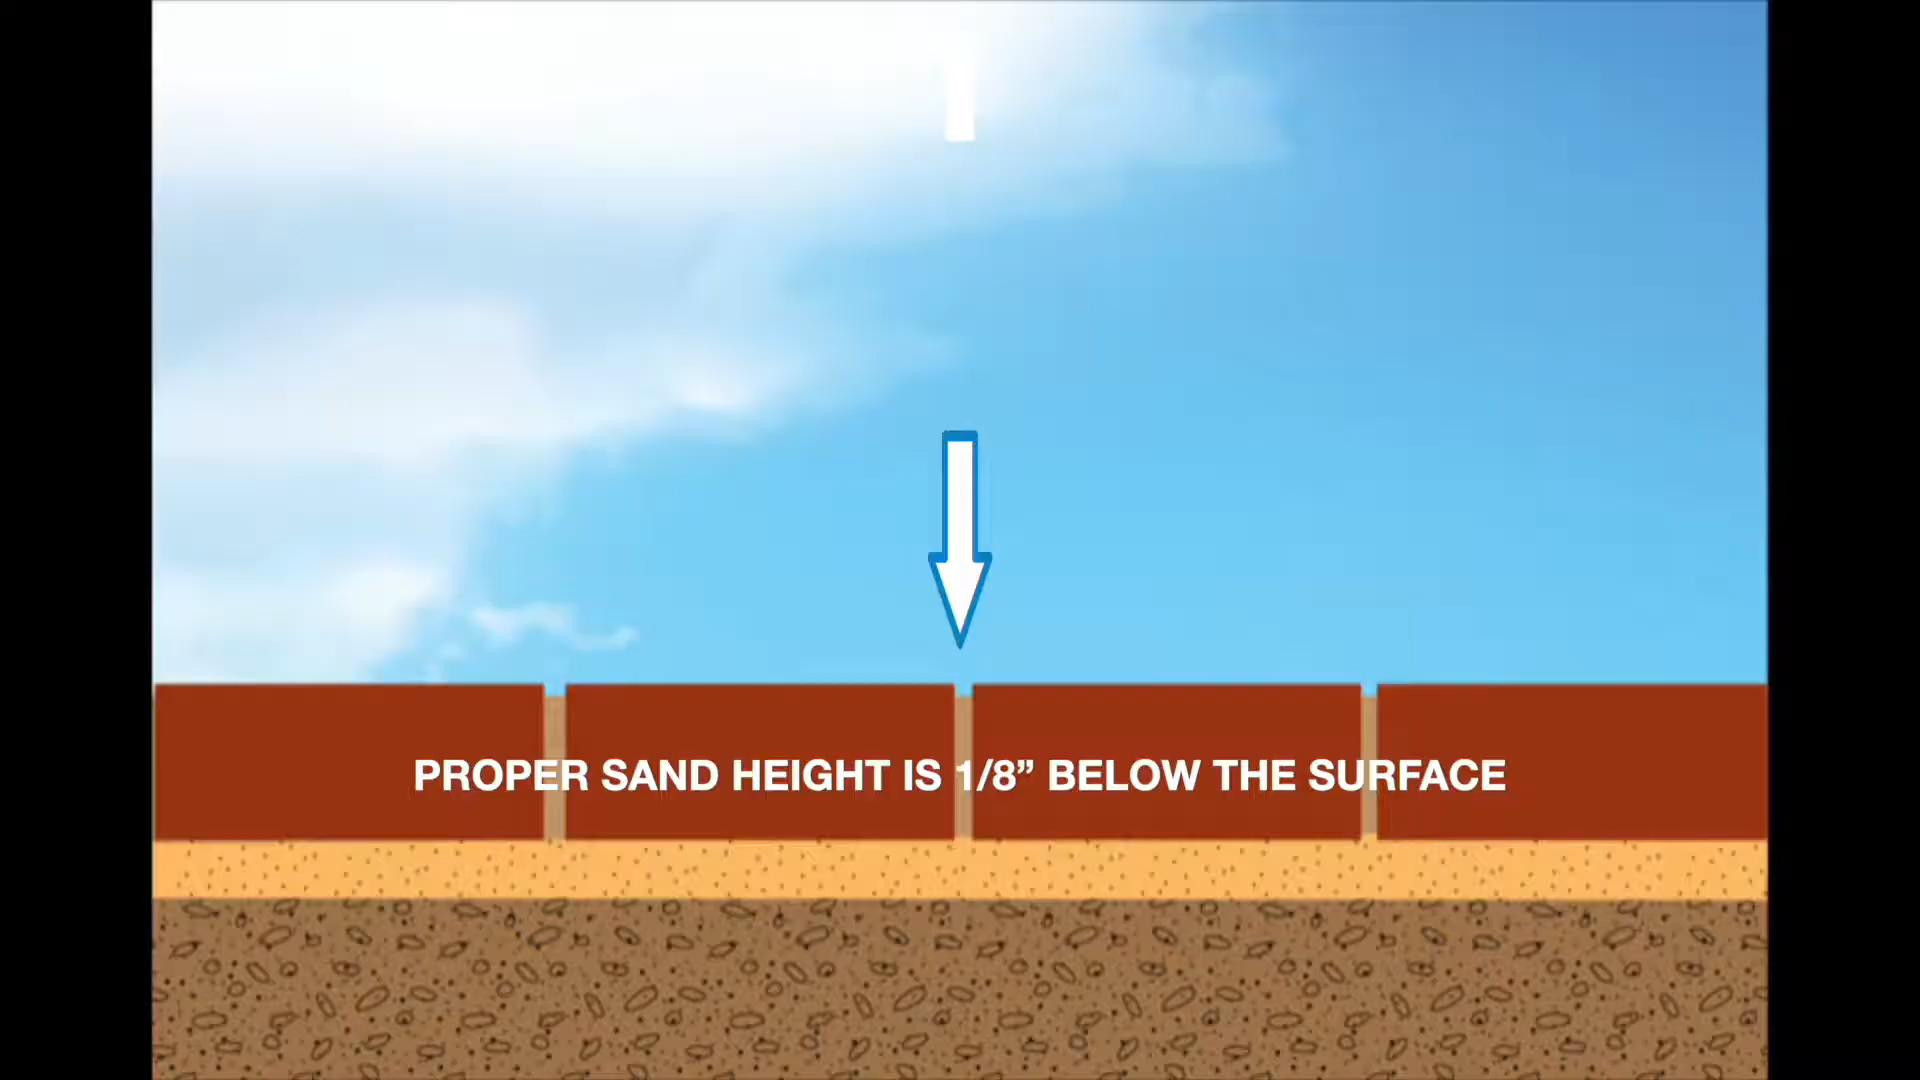 PROPER SAND HEIGHT IS 1/8” BELOW THE SURFACE